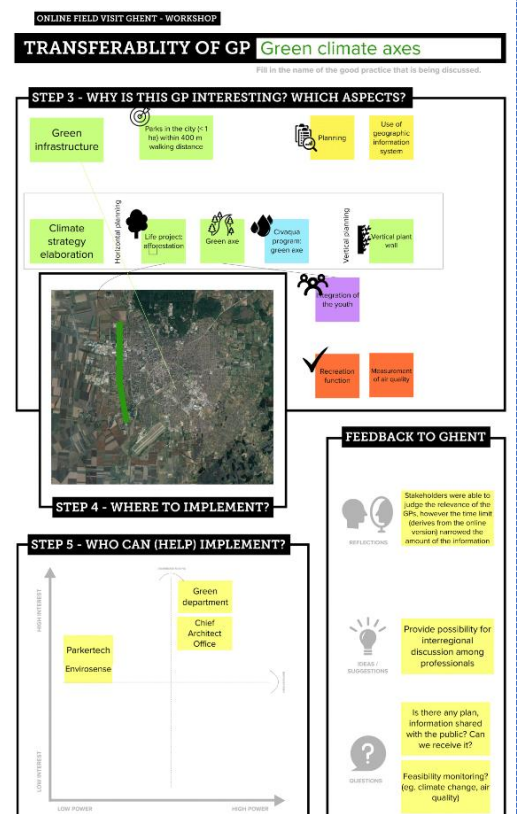 ONLINE FIELD VISIT GHENT - WORKSHOP
TRANSFERABLITY OF GP
Green climate axes
Fill in the name of the good practice that is being discussed.
STEP 3 - WHY IS THIS GP INTERESTING? WHICH ASPECTS?
Green
infrastructure
Parks in the city (<1
ha) within 400 m
walking distance
Planning
Use of
geographic
information
system
Climate
strategy
elaboration
Horizontal planning
Life project:
afforestation
Green axe
Civaqua
program:
green axe
Vertical planning
Vertical plant
wall
Integration of
the youth
Recreation
function
Measurement
of air quality
STEP 4 - WHERE TO IMPLEMENT?
FEEDBACK TO GHENT
Stakeholders were able to
judge the relevance of the
GPs, however the time limit
(derives from the online
version) narrowed the
amount of the information
REFLECTIONS
Provide possibility for
interregional
discussion among
professionals
IDEAS /
SUGGESTIONS
Is there any plan,
information shared
with the public? Can
we receive it?
QUESTIONS
Feasibility monitoring?
(eg. climate change, air
quality)
STEP 5 - WHO CAN (HELP) IMPLEMENT?
HIGH INTEREST
Green
department
Chief
Architect
Office
Parkertech
Envirosense
LOW INTEREST
LOW POWER
HIGH POWER